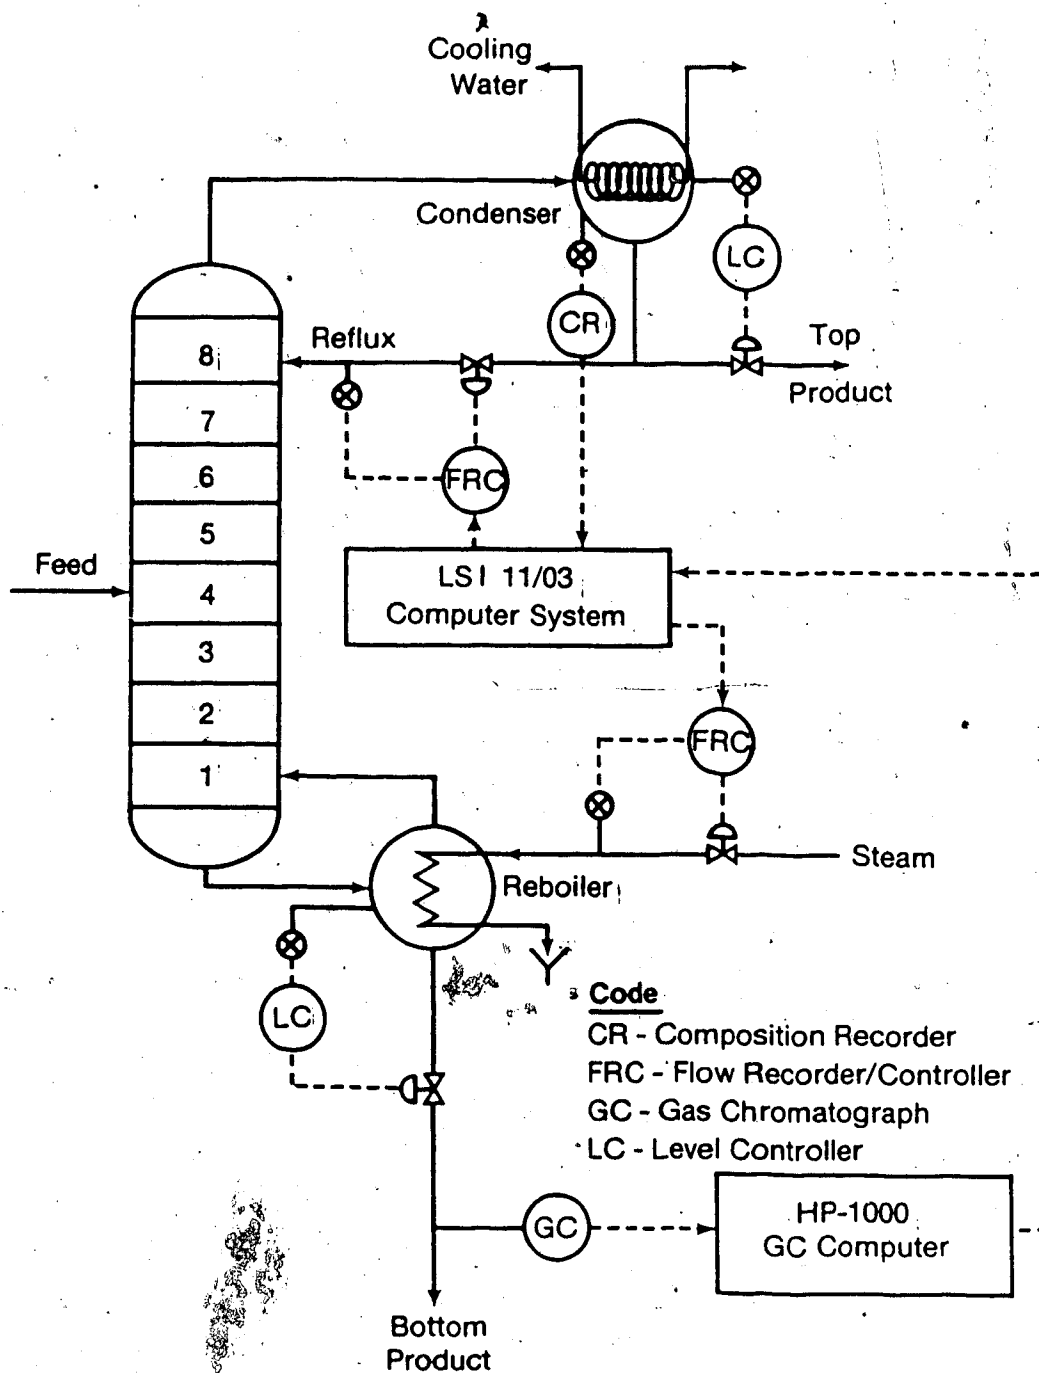 Cooling
Water
Condenser
LC
CR
Reflux
Top
Product
8
7
6
5
4
3
2
1
FRC
Feed
LSI 11/03
Computer System
FRC
Steam
Reboiler
LC
Code
CR - Composition Recorder
FRC - Flow Recorder/Controller
GC - Gas Chromatograph
LC - Level Controller
GC
HP-1000
GC Computer
Bottom
Product